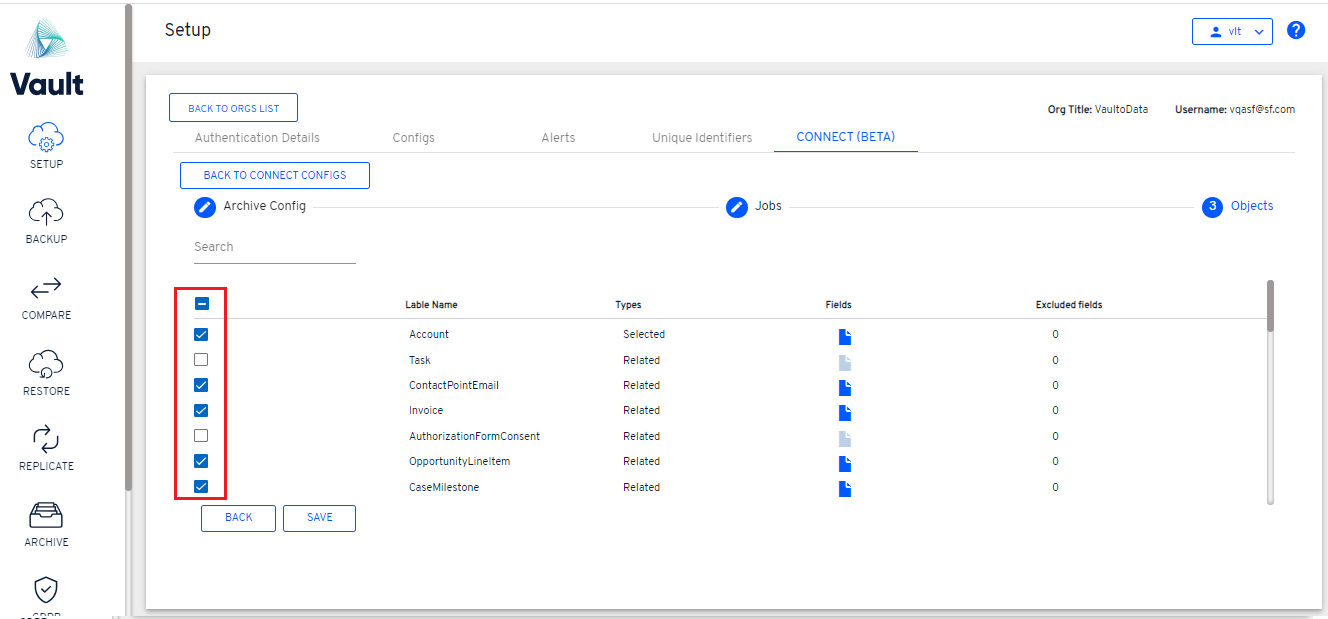 Setup
vlt
?
Vault
BACK TO ORGS LIST
Org Title: VaultoData
Username: vqasf@sf.com
Authentication Details
Configs
Alerts
Unique Identifiers
CONNECT (BETA)
BACK TO CONNECT CONFIGS
Archive Config
Jobs
3 Objects
Search
Lable Name Types Fields Excluded fields
Account Selected 0
Task Related 0
ContactPointEmail Related 0
Invoice Related 0
AuthorizationFormConsent Related 0
OpportunityLineItem Related 0
CaseMilestone Related 0
BACK
SAVE
SETUP
BACKUP
COMPARE
RESTORE
REPLICATE
ARCHIVE